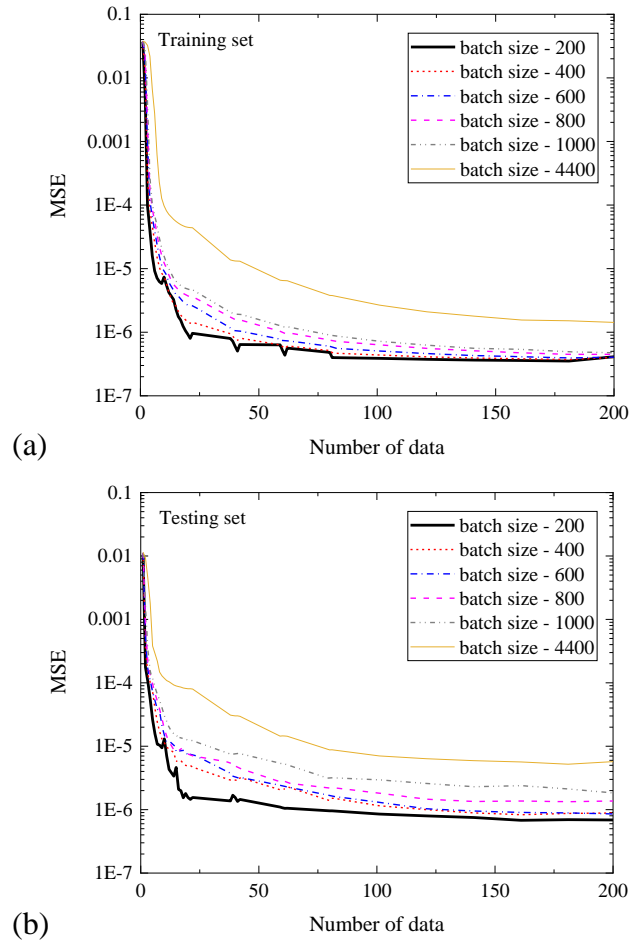 0.1
Training set
batch size - 200
batch size - 400
batch size - 600
batch size - 800
batch size - 1000
batch size - 4400
0.01
0.001
1E-4
1E-5
1E-6
1E-7
MSE
0
50
100
150
200
Number of data
(a)
0.1
Testing set
batch size - 200
batch size - 400
batch size - 600
batch size - 800
batch size - 1000
batch size - 4400
0.01
0.001
1E-4
1E-5
1E-6
1E-7
MSE
0
50
100
150
200
Number of data
(b)